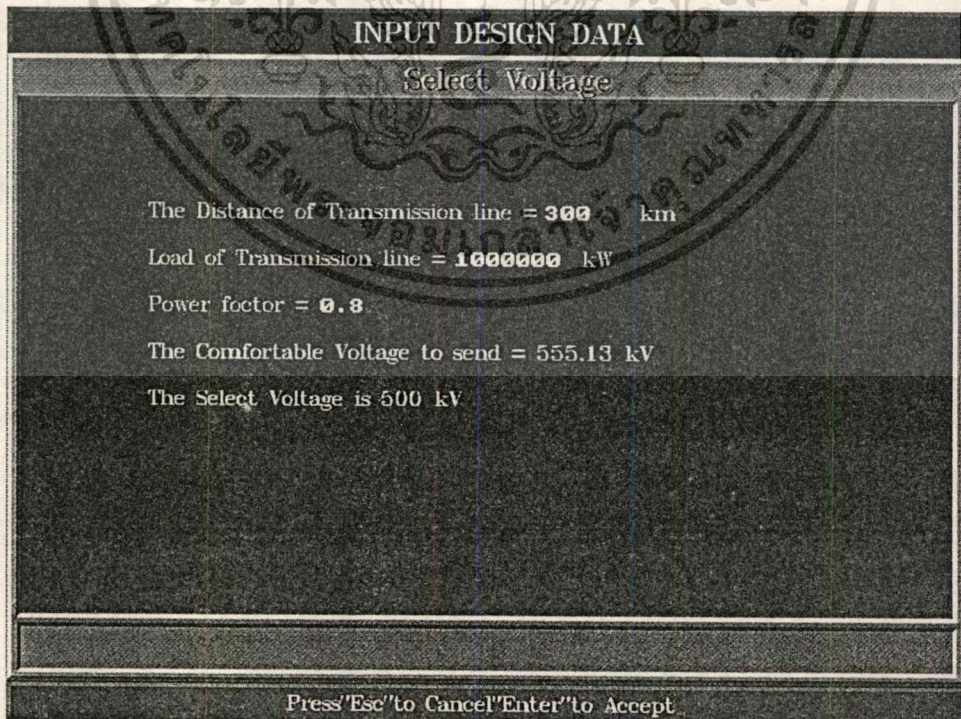 INPUT DESIGN DATA
Select Voltage
The Distance of Transmission line = 300 km
Load of Transmission line = 1000000 kW
Power foctor = 0.8
The Comfortable Voltage to send = 555.13 kV
The Select Voltage is 500 kV
Press"Esc"to Cancel"Enter"to Accept